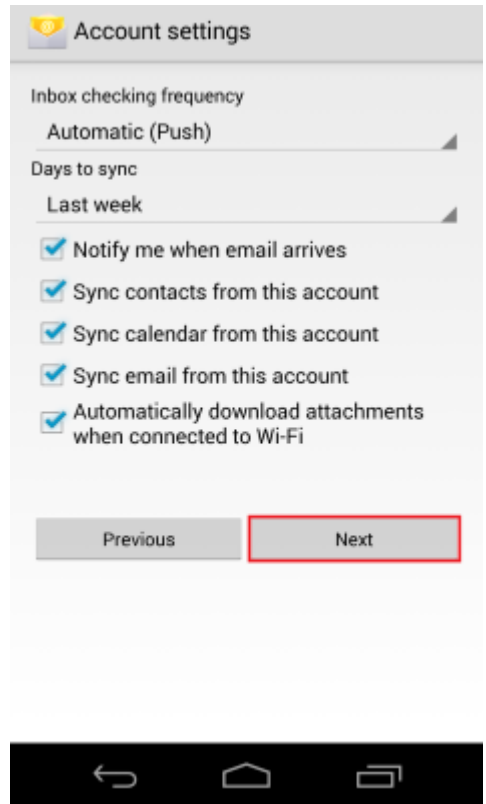 Account settings
Inbox checking frequency
Automatic (Push)
Days to sync
Last week
Notify me when email arrives
Sync contacts from this account
Sync calendar from this account
Sync email from this account
Automatically download attachments
when connected to Wi-Fi
Previous
Next